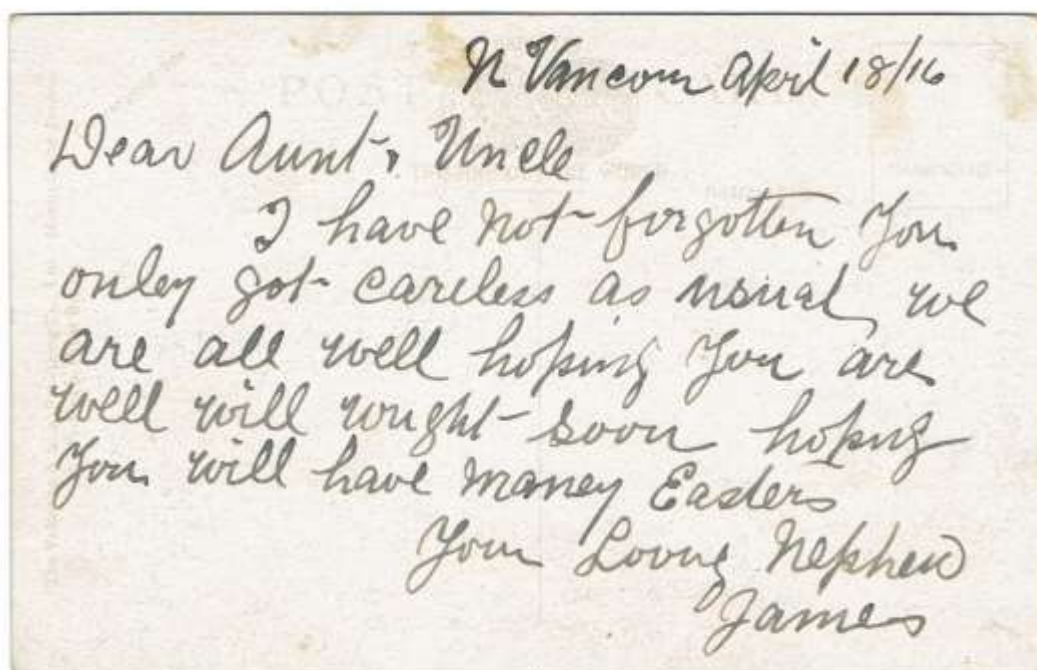 N Vancouv April 18/16
Dear Aunt & Uncle
I have not forgotten you
onley got careless as usual, we
are all well hoping you are
well will wright soon hoping
You will have maney Easters
Your Loving Nephew
James